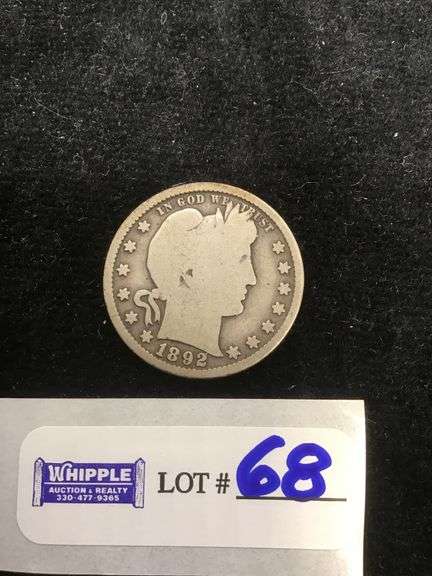 IN GOD WE TRUST
1892
WHIPPLE
AUCTION & REALTY
330-477-9365
LOT # 68